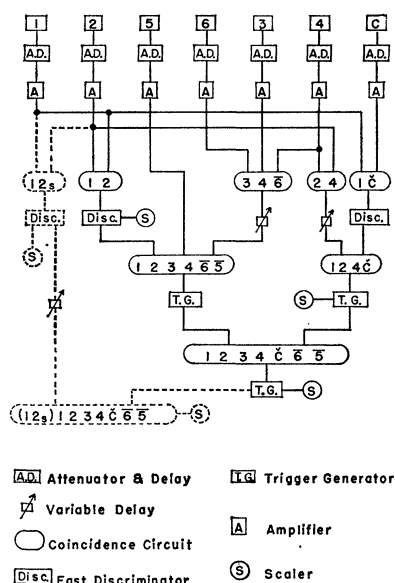 1 2 5 6 3 4 C
A.D. A.D. A.D. A.D. A.D. A.D. A.D.
A A A A A A A
1 2 s 1 2 3 4 6̅ 2 4 1 Č
Disc. Disc. S Disc.
S
1 2 3 4 6̅ 5̅ 1 2 4 Č
T.G. S T.G.
1 2 3 4 Č 6̅ 5̅
T.G. S
(12s) 1 2 3 4 Č 6̅ 5̅ S
A.D. Attenuator & Delay
T.G. Trigger Generator
Variable Delay
A Amplifier
Coincidence Circuit
Disc. Fast Discriminator
S Scaler